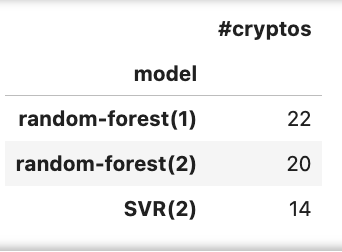 #cryptos
model
random-forest(1) 22
random-forest(2) 20
SVR(2) 14